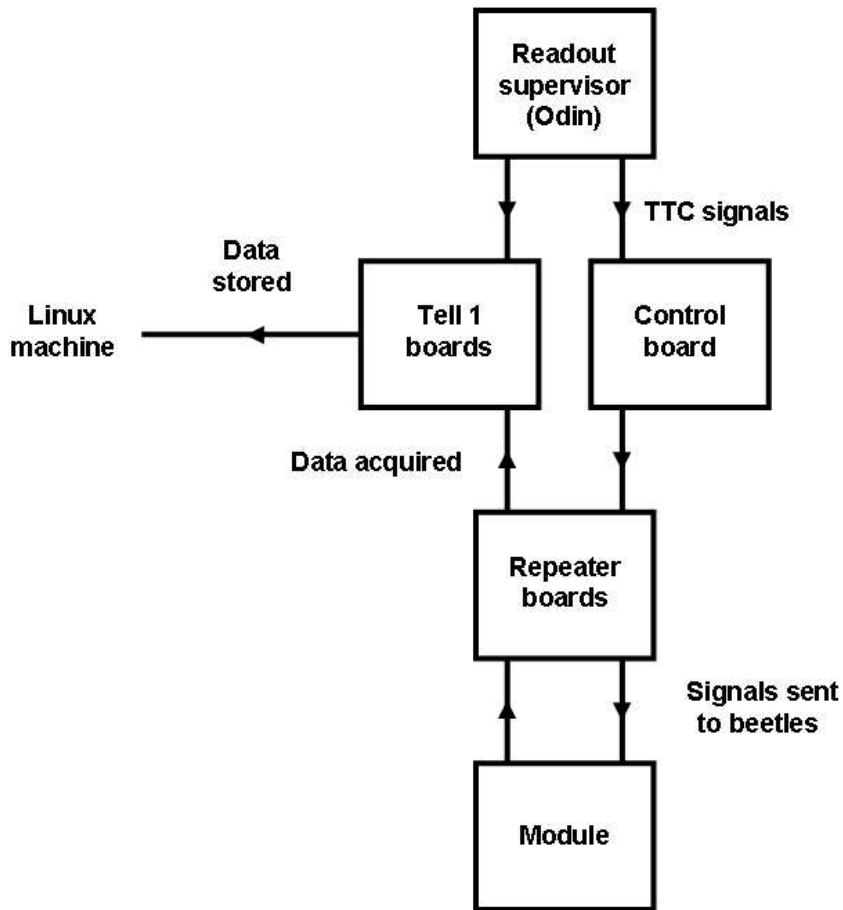 Readout
supervisor
(Odin)
TTC signals
Data
stored
Linux
machine
Tell 1
boards
Control
board
Data acquired
Repeater
boards
Signals sent
to beetles
Module